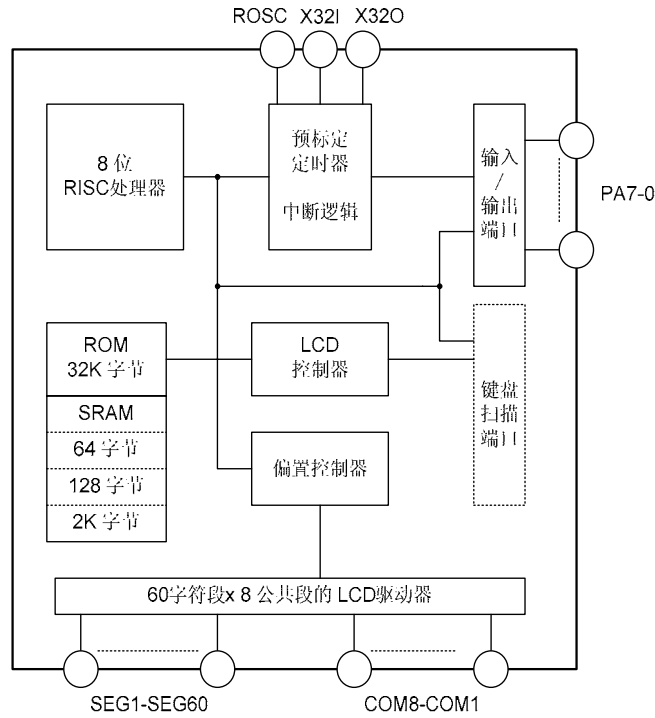 ROSC X32I X32O
8 位
RISC处理器
预标定
定时器
中断逻辑
输入
/
输出
端口
PA7-0
ROM
32K 字节
SRAM
64 字节
128 字节
2K 字节
LCD
控制器
键盘
扫描
端口
偏置控制器
60字符段x 8 公共段的 LCD驱动器
SEG1-SEG60
COM8-COM1